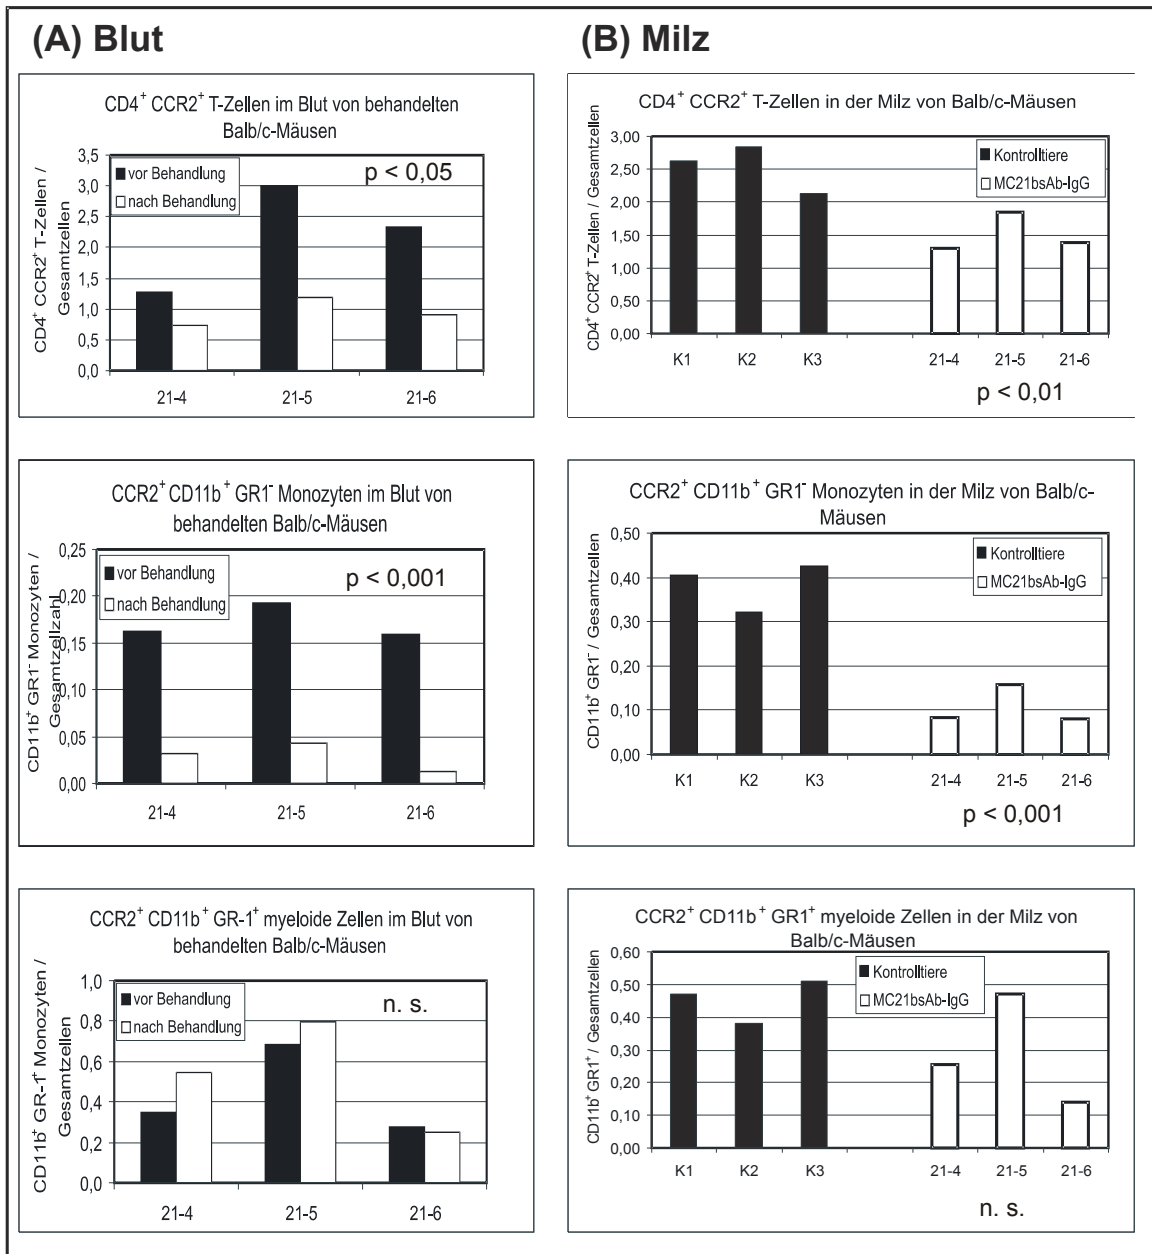 (A) Blut
CD4⁺ CCR2⁺ T-Zellen im Blut von behandelten
Balb/c-Mäusen
CD4⁺ CCR2⁺ T-Zellen /
Gesamtzellen
3,5
3,0
2,5
2,0
1,5
1,0
0,5
0,0
vor Behandlung
nach Behandlung
p < 0,05
21-4 21-5 21-6
CCR2⁺ CD11b⁺ GR1⁻ Monozyten im Blut von
behandelten Balb/c-Mäusen
CD11b⁺ GR1⁻ Monozyten /
Gesamtzellzahl
0,25
0,20
0,15
0,10
0,05
0,00
vor Behandlung
nach Behandlung
p < 0,001
21-4 21-5 21-6
CCR2⁺ CD11b⁺ GR-1⁺ myeloide Zellen im Blut von
behandelten Balb/c-Mäusen
CD11b⁺ GR-1⁺ Monozyten /
Gesamtzellen
1,0
0,8
0,6
0,4
0,2
0,0
vor Behandlung
nach Behandlung
n. s.
21-4 21-5 21-6
(B) Milz
CD4⁺ CCR2⁺ T-Zellen in der Milz von Balb/c-Mäusen
CD4⁺ CCR2⁺ T-Zellen / Gesamtzellen
3,00
2,50
2,00
1,50
1,00
0,50
0,00
Kontrolltiere
MC21bsAb-IgG
K1 K2 K3 21-4 21-5 21-6
p < 0,01
CCR2⁺ CD11b⁺ GR1⁻ Monozyten in der Milz von Balb/c-
Mäusen
CD11b⁺ GR1⁻ / Gesamtzellen
0,50
0,40
0,30
0,20
0,10
0,00
Kontrolltiere
MC21bsAb-IgG
K1 K2 K3 21-4 21-5 21-6
p < 0,001
CCR2⁺ CD11b⁺ GR1⁺ myeloide Zellen in der Milz von
Balb/c-Mäusen
CD11b⁺ GR1⁺ / Gesamtzellen
0,60
0,50
0,40
0,30
0,20
0,10
0,00
Kontrolltiere
MC21bsAb-IgG
K1 K2 K3 21-4 21-5 21-6
n. s.